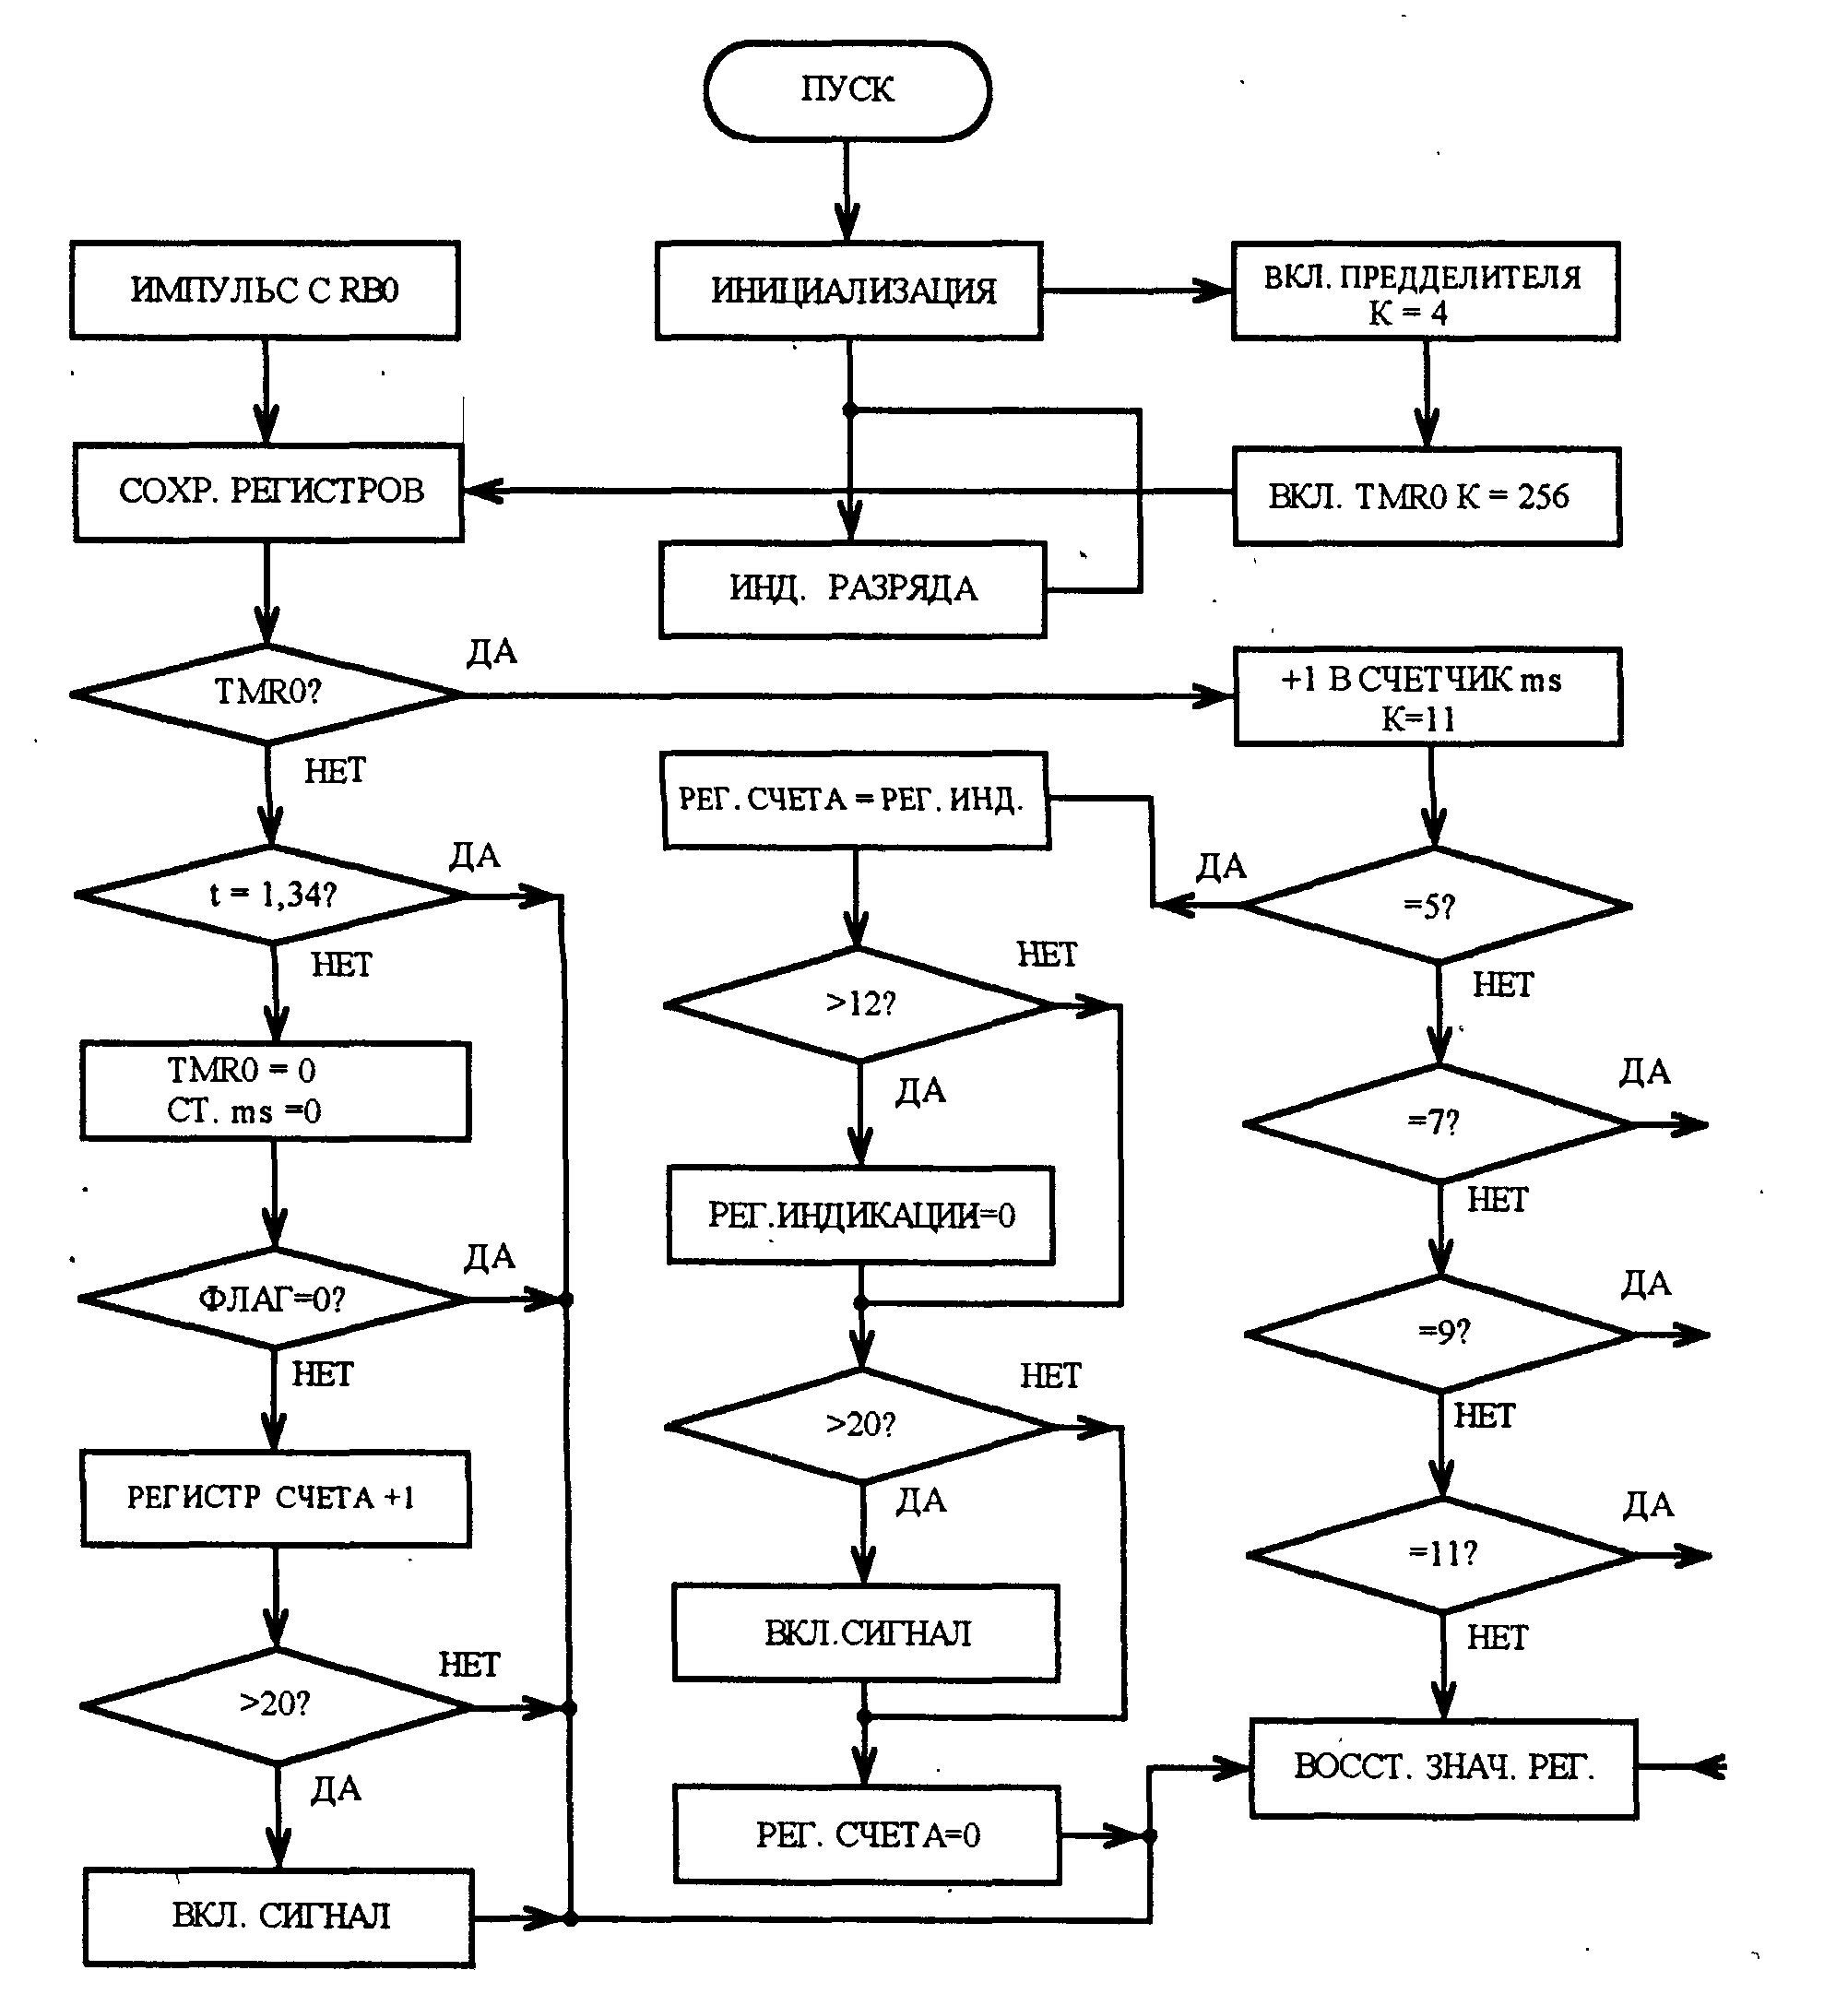 ПУСК
ИМПУЛЬС С RB0
ИНИЦИАЛИЗАЦИЯ
ВКЛ. ПРЕДДЕЛИТЕЛЯ
К = 4
СОХР. РЕГИСТРОВ
ВКЛ. TMR0 К = 256
ИНД. РАЗРЯДА
TMR0?
ДА
НЕТ
+1 В СЧЕТЧИК ms
К=11
РЕГ. СЧЕТА = РЕГ. ИНД.
t = 1,34?
ДА
НЕТ
=5?
ДА
НЕТ
>12?
НЕТ
ДА
TMR0 = 0
СТ. ms =0
=7?
ДА
НЕТ
РЕГ.ИНДИКАЦИИ=0
ФЛАГ=0?
ДА
НЕТ
=9?
ДА
НЕТ
>20?
НЕТ
ДА
РЕГИСТР СЧЕТА +1
=11?
ДА
НЕТ
ВКЛ.СИГНАЛ
>20?
НЕТ
ДА
ВОССТ. ЗНАЧ. РЕГ.
РЕГ. СЧЕТА=0
ВКЛ. СИГНАЛ